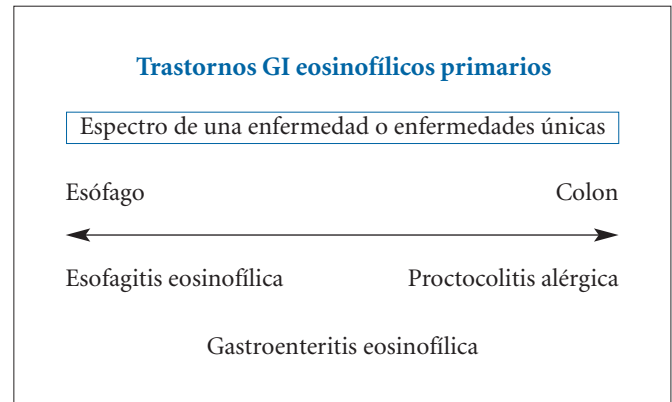 Trastornos GI eosinofílicos primarios
Espectro de una enfermedad o enfermedades únicas
Esófago Colon
Esofagitis eosinofílica Proctocolitis alérgica
Gastroenteritis eosinofílica